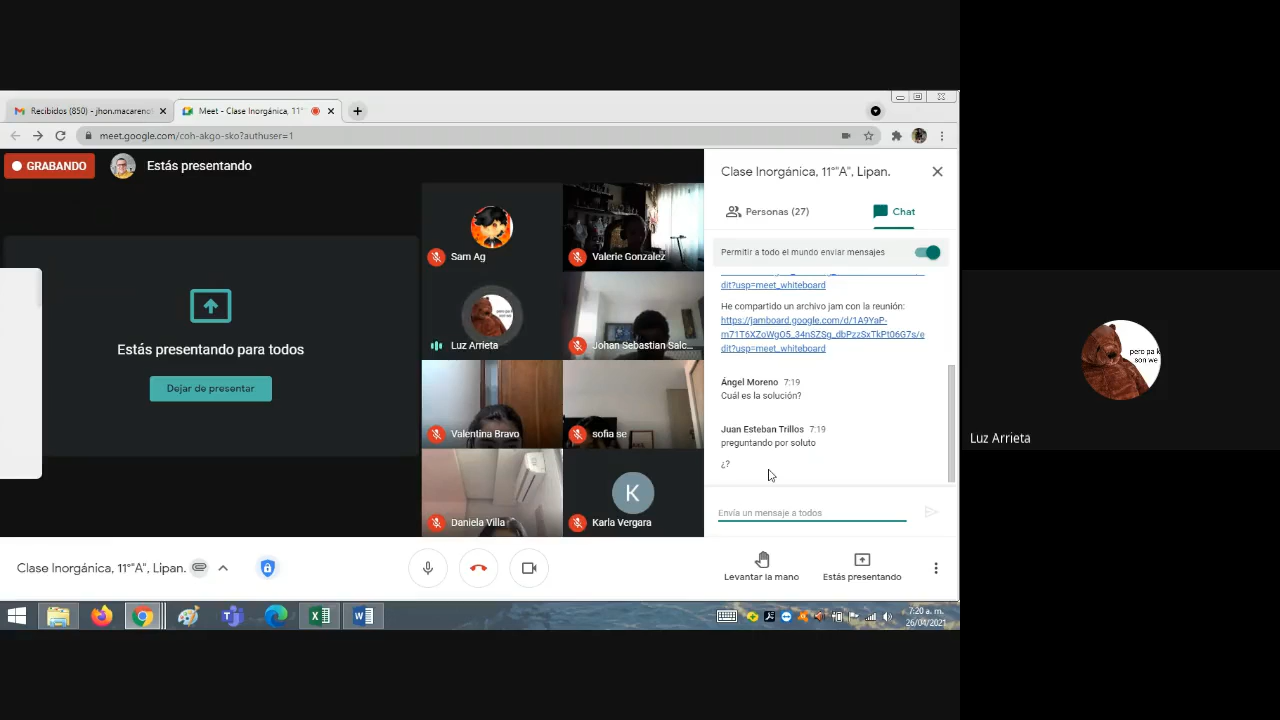 Recibidos (850) - jhon.macareno
Meet - Clase Inorgánica, 11°
meet.google.com/coh-akgo-sko?authuser=1
GRABANDO
Estás presentando
Estás presentando para todos
Dejar de presentar
Sam Ag
Valerie Gonzalez
Luz Arrieta
Johan Sebastian Salc...
Valentina Bravo
sofia se
Daniela Villa
K
Karla Vergara
Clase Inorgánica, 11°"A", Lipan.
Personas (27)
Chat
Permitir a todo el mundo enviar mensajes
dit?usp=meet_whiteboard
He compartido un archivo jam con la reunión:
https://jamboard.google.com/d/1A9YaP-
m71T6XZoWgO5_34nSZSg_dbPzzSxTkPt06G7s/e
dit?usp=meet_whiteboard
Ángel Moreno 7:19
Cuál es la solución?
Juan Esteban Trillos 7:19
preguntando por soluto
¿?
Envía un mensaje a todos
Clase Inorgánica, 11°"A", Lipan.
Levantar la mano
Estás presentando
7:20 a. m.
26/04/2021
pero pa k
son we
Luz Arrieta